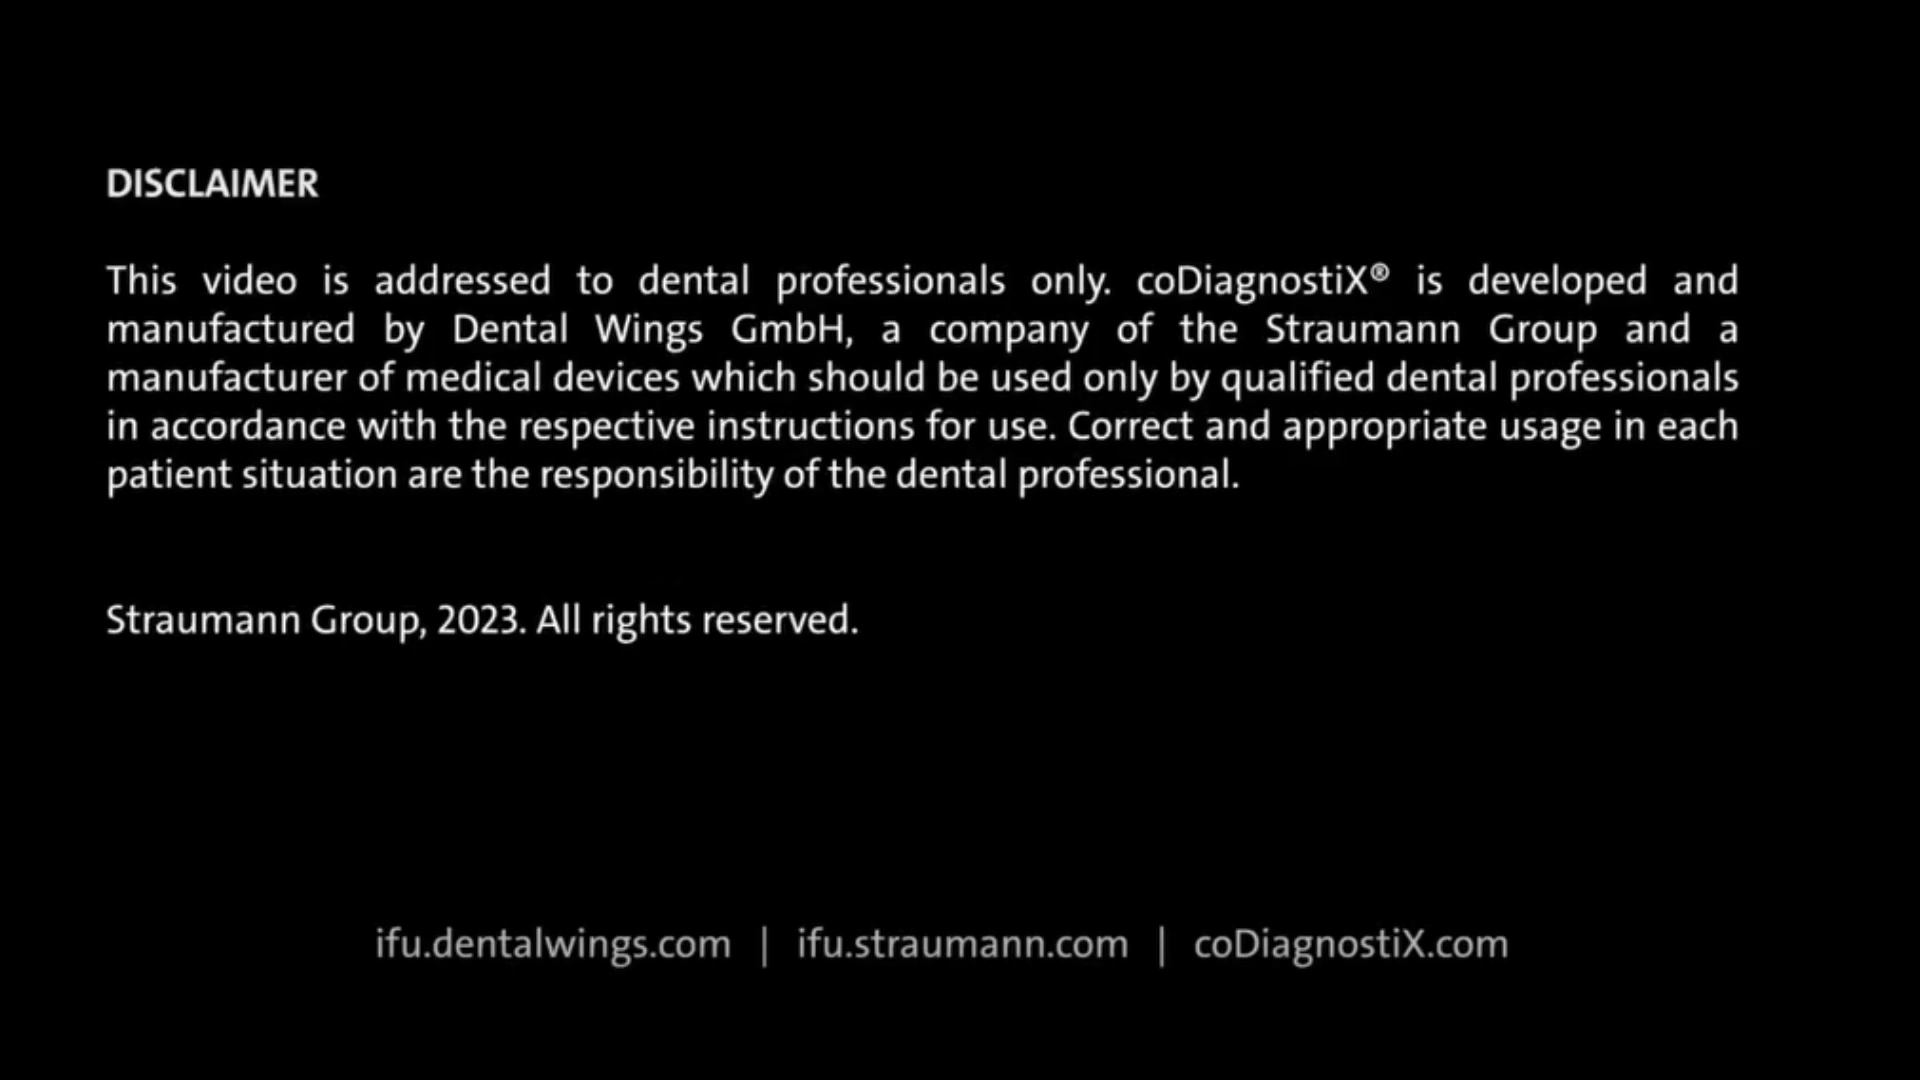 DISCLAIMER
This video is addressed to dental professionals only. coDiagnostiX® is developed and
manufactured by Dental Wings GmbH, a company of the Straumann Group and a
manufacturer of medical devices which should be used only by qualified dental professionals
in accordance with the respective instructions for use. Correct and appropriate usage in each
patient situation are the responsibility of the dental professional.
Straumann Group, 2023. All rights reserved.
ifu.dentalwings.com | ifu.straumann.com | coDiagnostiX.com